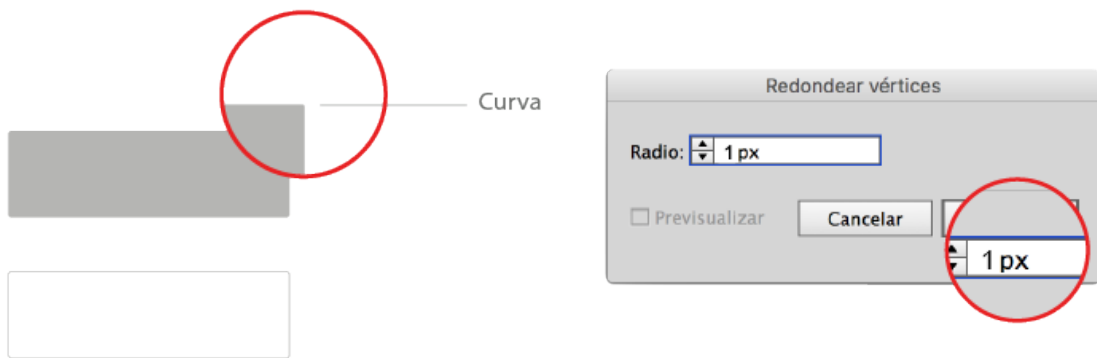 Curva
Redondear vértices
Radio: 1 px
Previsualizar
Cancelar
1 px